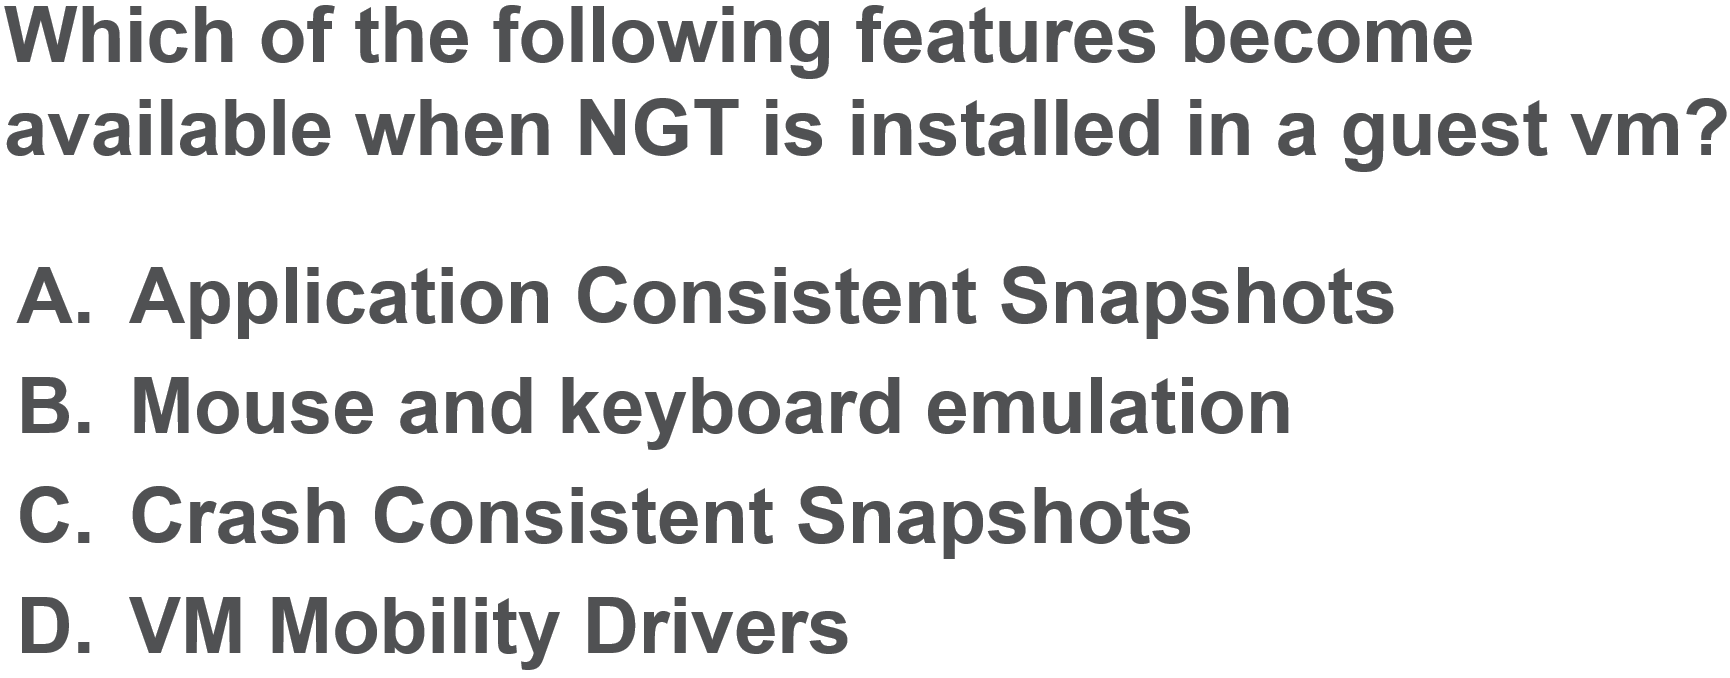 Which of the following features become
available when NGT is installed in a guest vm?
A. Application Consistent Snapshots
B. Mouse and keyboard emulation
C. Crash Consistent Snapshots
D. VM Mobility Drivers